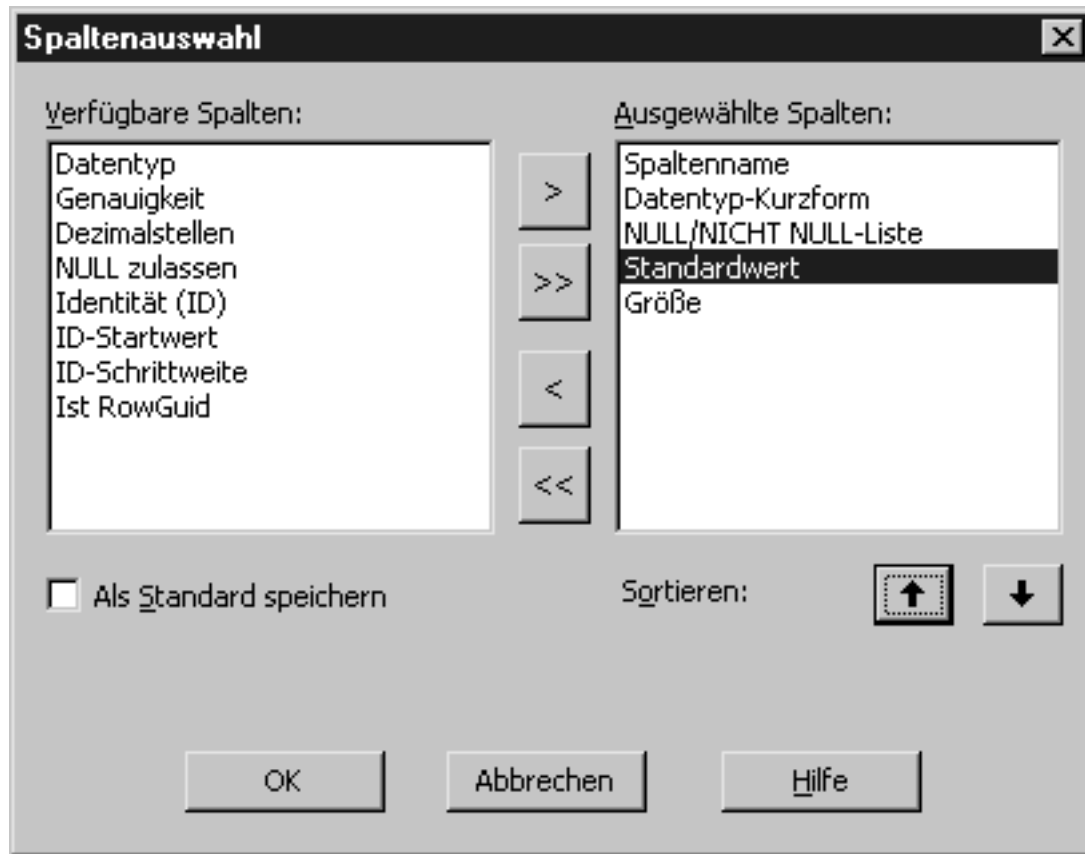 Spaltenauswahl
Verfügbare Spalten:
Datentyp
Genauigkeit
Dezimalstellen
NULL zulassen
Identität (ID)
ID-Startwert
ID-Schrittweite
Ist RowGuid
>
>>
<
<<
Ausgewählte Spalten:
Spaltenname
Datentyp-Kurzform
NULL/NICHT NULL-Liste
Standardwert
Größe
Als Standard speichern
Sortieren:
OK
Abbrechen
Hilfe